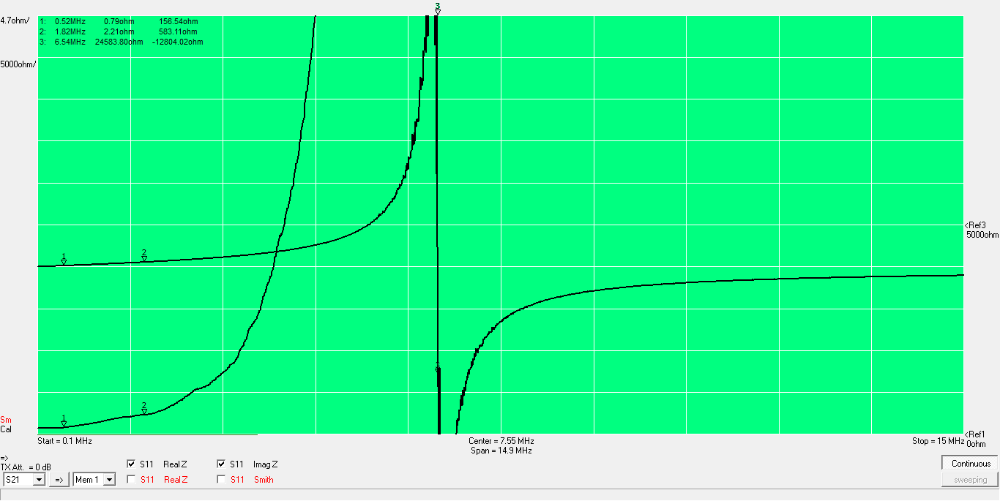 3
4.7ohm/
1: 0.52MHz 0.79ohm 156.54ohm
2: 1.82MHz 2.21ohm 583.11ohm
3: 6.54MHz 24583.80ohm -12804.02ohm
5000ohm/
<Ref3
5000ohm
1
2
1
2
Sm
Cal
<Ref1
0ohm
Start = 0.1 MHz
Center = 7.55 MHz
Stop = 15 MHz
Span = 14.9 MHz
=>
TX Att. = 0 dB
S11 Real Z
S11 Imag Z
Continuous
S21
=>
Mem 1
S11 Real Z
S11 Smith
sweeping